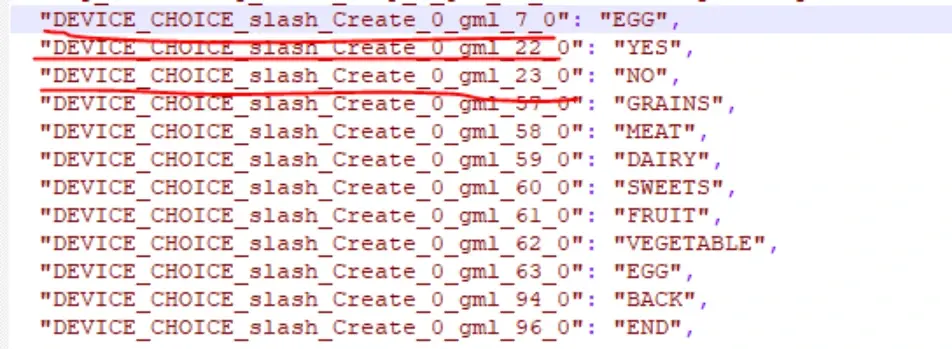 "DEVICE_CHOICE_slash_Create_0_gml_7_0": "EGG",
"DEVICE_CHOICE_slash_Create_0_gml_22_0": "YES",
"DEVICE_CHOICE_slash_Create_0_gml_23_0": "NO",
"DEVICE_CHOICE_slash_Create_0_gml_57_0": "GRAINS",
"DEVICE_CHOICE_slash_Create_0_gml_58_0": "MEAT",
"DEVICE_CHOICE_slash_Create_0_gml_59_0": "DAIRY",
"DEVICE_CHOICE_slash_Create_0_gml_60_0": "SWEETS",
"DEVICE_CHOICE_slash_Create_0_gml_61_0": "FRUIT",
"DEVICE_CHOICE_slash_Create_0_gml_62_0": "VEGETABLE",
"DEVICE_CHOICE_slash_Create_0_gml_63_0": "EGG",
"DEVICE_CHOICE_slash_Create_0_gml_94_0": "BACK",
"DEVICE_CHOICE_slash_Create_0_gml_96_0": "END",